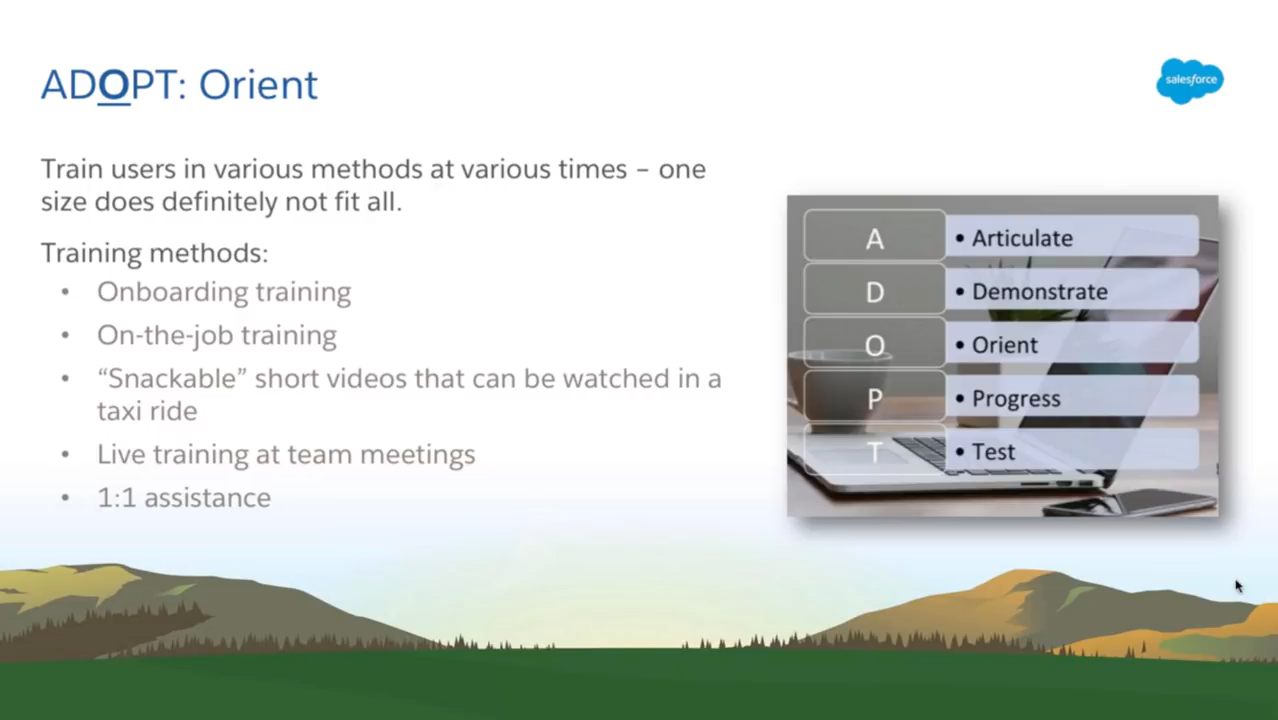 ADOPT: Orient
salesforce
Train users in various methods at various times – one
size does definitely not fit all.
Training methods:
• Onboarding training
• On-the-job training
• “Snackable” short videos that can be watched in a
taxi ride
• Live training at team meetings
• 1:1 assistance
A • Articulate
D • Demonstrate
O • Orient
P • Progress
T • Test